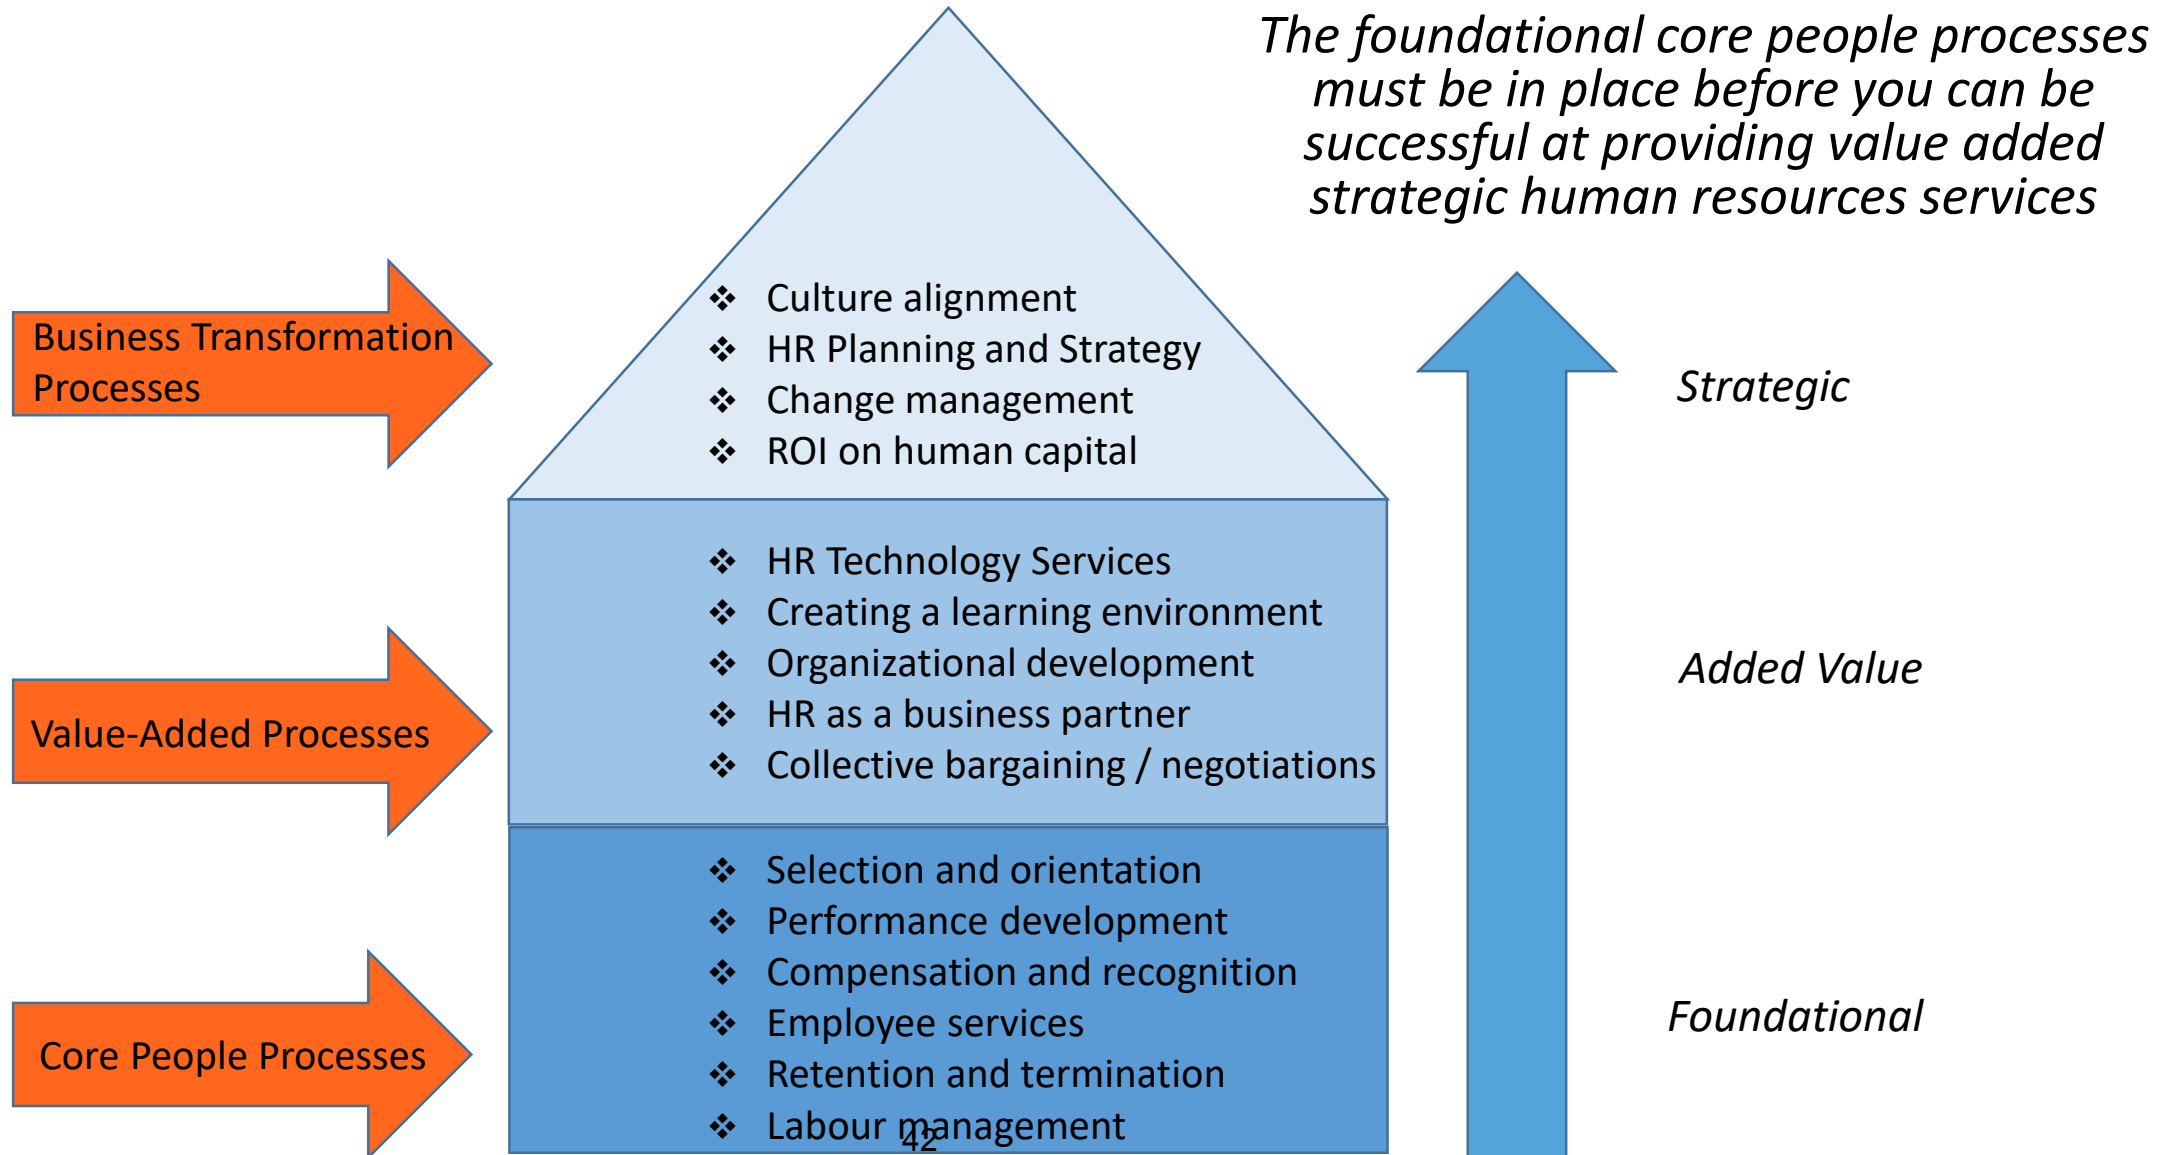 The foundational core people processes
must be in place before you can be
successful at providing value added
strategic human resources services
Business Transformation
Processes
❖ Culture alignment
❖ HR Planning and Strategy
❖ Change management
❖ ROI on human capital
Strategic
Value-Added Processes
❖ HR Technology Services
❖ Creating a learning environment
❖ Organizational development
❖ HR as a business partner
❖ Collective bargaining / negotiations
Added Value
Core People Processes
❖ Selection and orientation
❖ Performance development
❖ Compensation and recognition
❖ Employee services
❖ Retention and termination
❖ Labour management
Foundational
42